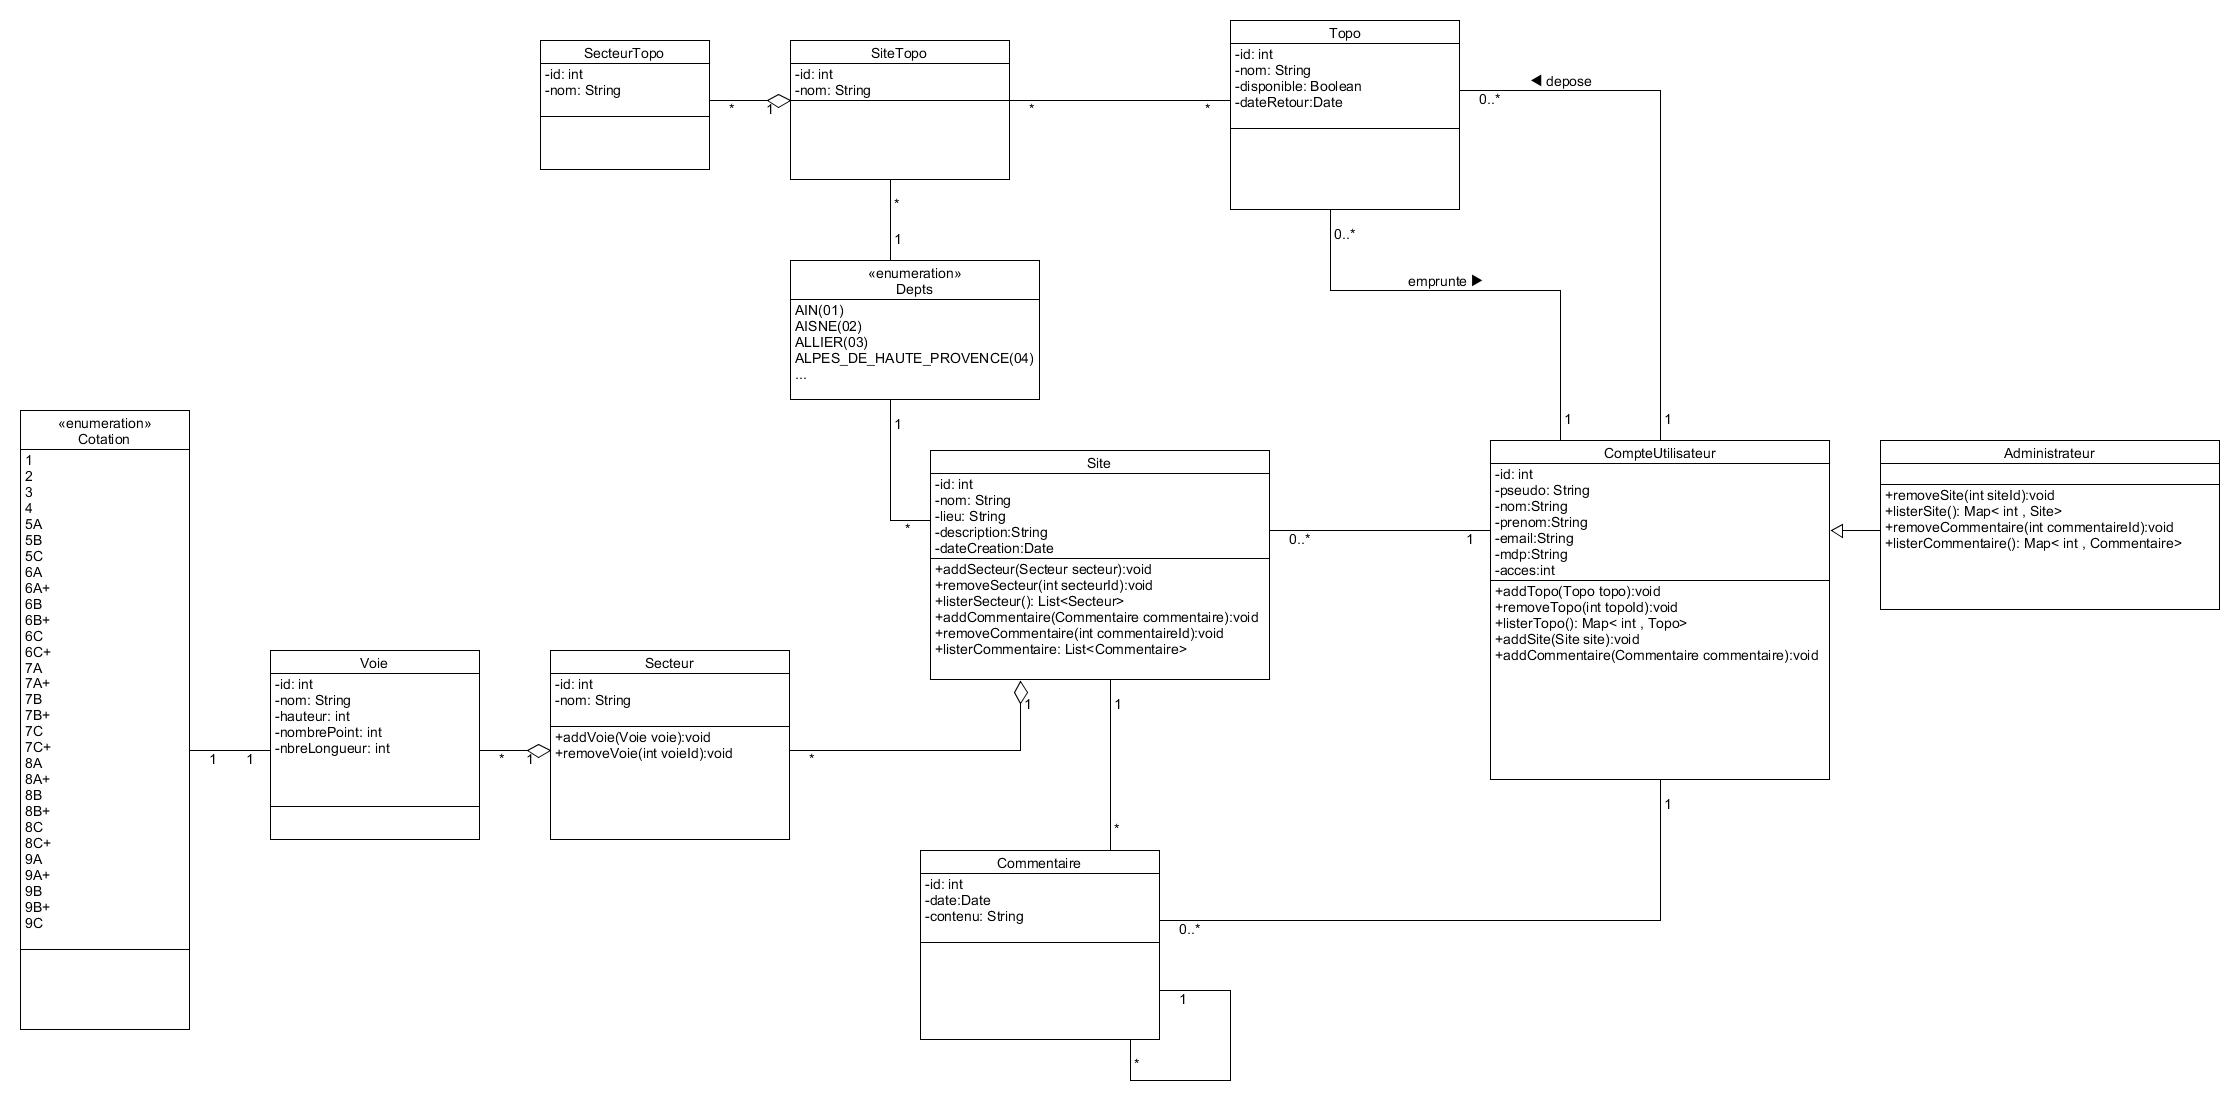 SecteurTopo
-id: int
-nom: String
*
1
SiteTopo
-id: int
-nom: String
*
*
Topo
-id: int
-nom: String
-disponible: Boolean
-dateRetour:Date
◀ depose
0..*
*
1
0..*
emprunte ▶
1
1
«enumeration»
Depts
AIN(01)
AISNE(02)
ALLIER(03)
ALPES_DE_HAUTE_PROVENCE(04)
...
1
*
«enumeration»
Cotation
1
2
3
4
5A
5B
5C
6A
6A+
6B
6B+
6C
6C+
7A
7A+
7B
7B+
7C
7C+
8A
8A+
8B
8B+
8C
8C+
9A
9A+
9B
9B+
9C
1
1
Voie
-id: int
-nom: String
-hauteur: int
-nombrePoint: int
-nbreLongueur: int
*
1
Secteur
-id: int
-nom: String
+addVoie(Voie voie):void
+removeVoie(int voieId):void
*
1
Site
-id: int
-nom: String
-lieu: String
-description:String
-dateCreation:Date
+addSecteur(Secteur secteur):void
+removeSecteur(int secteurId):void
+listerSecteur(): List<Secteur>
+addCommentaire(Commentaire commentaire):void
+removeCommentaire(int commentaireId):void
+listerCommentaire: List<Commentaire>
0..*
1
CompteUtilisateur
-id: int
-pseudo: String
-nom:String
-prenom:String
-email:String
-mdp:String
-acces:int
+addTopo(Topo topo):void
+removeTopo(int topoId):void
+listerTopo(): Map< int , Topo>
+addSite(Site site):void
+addCommentaire(Commentaire commentaire):void
Administrateur
+removeSite(int siteId):void
+listerSite(): Map< int , Site>
+removeCommentaire(int commentaireId):void
+listerCommentaire(): Map< int , Commentaire>
1
*
1
Commentaire
-id: int
-date:Date
-contenu: String
0..*
1
*